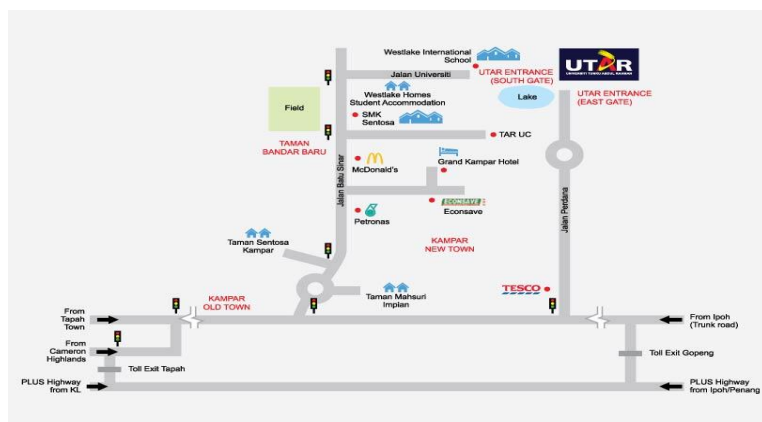 Westlake International
School
UTAR
UNIVERSITI TUNKU ABDUL RAHMAN
Jalan Universiti
UTAR ENTRANCE
(SOUTH GATE)
Westlake Homes
Student Accommodation
Lake
UTAR ENTRANCE
(EAST GATE)
Field
SMK
Sentosa
TAR UC
TAMAN
BANDAR BARU
Grand Kampar Hotel
McDonald's
Jalan Batu Sinar
Jalan Perdana
ECONSAVE
Econsave
Petronas
Taman Sentosa
Kampar
KAMPAR
NEW TOWN
TESCO
Taman Mahsuri
Impian
KAMPAR
OLD TOWN
From
Tapah
Town
From Ipoh
(Trunk road)
From
Cameron
Highlands
Toll Exit Gopeng
Toll Exit Tapah
PLUS Highway
from KL
PLUS Highway
from Ipoh/Penang